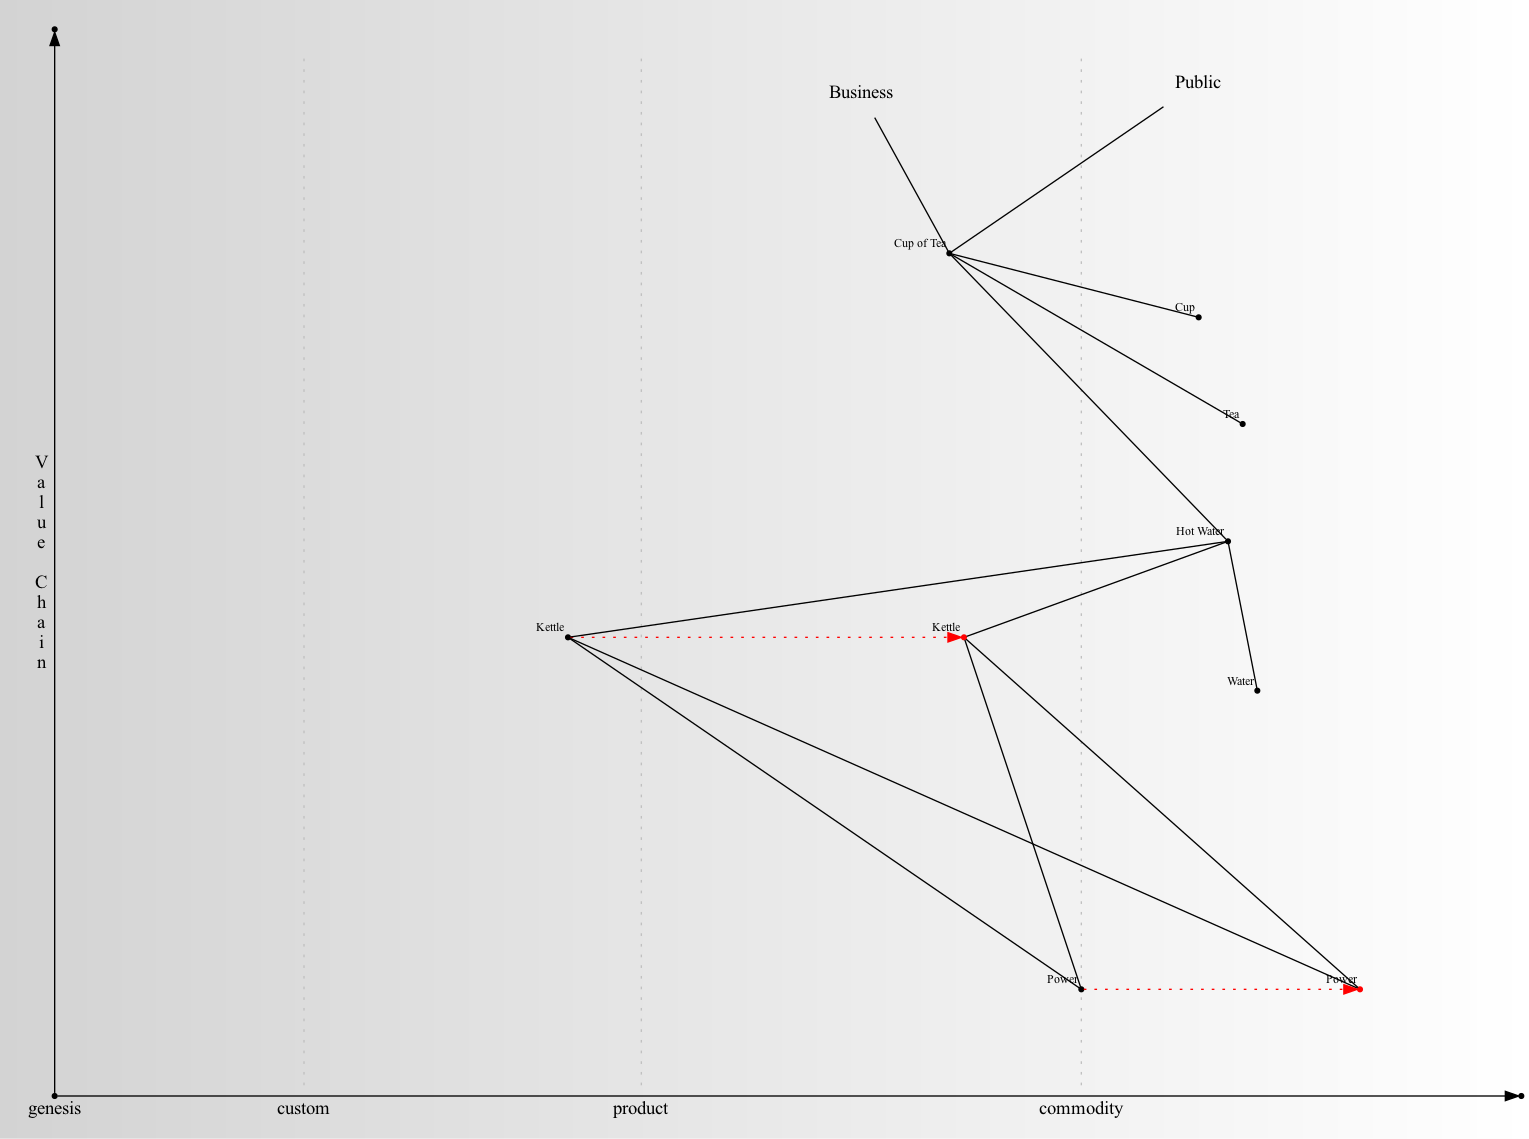 Public
Business
Cup of Tea
Cup
Tea
Value Chain
Hot Water
Kettle
Kettle
Water
Power
Power
genesis
custom
product
commodity